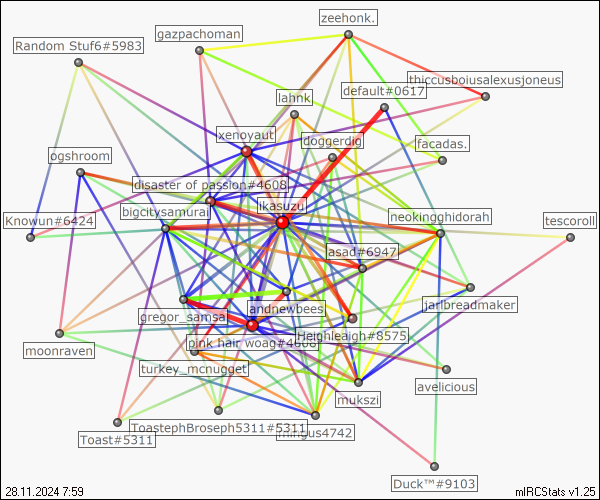 zeehonk.
gazpachoman
Random Stuf6#5983
thiccusboiusalexusjoneus
default#0617
lahnk
xenoyaut
doggerdig
facadas.
ogshroom
disaster of passion#4608
ikasuzu
bigcitysamurai
neokingghidorah
Knowun#6424
tescoroll
asad#6947
andnewbees
jarlbreadmaker
gregor_samsa
Heighleaigh#8575
pink hair woag#4668
moonraven
turkey_mcnugget
avelicious
mukszi
ToastephBroseph5311#5311
mingus4742
Toast#5311
Duck™#9103
28.11.2024 7:59
mIRCStats v1.25